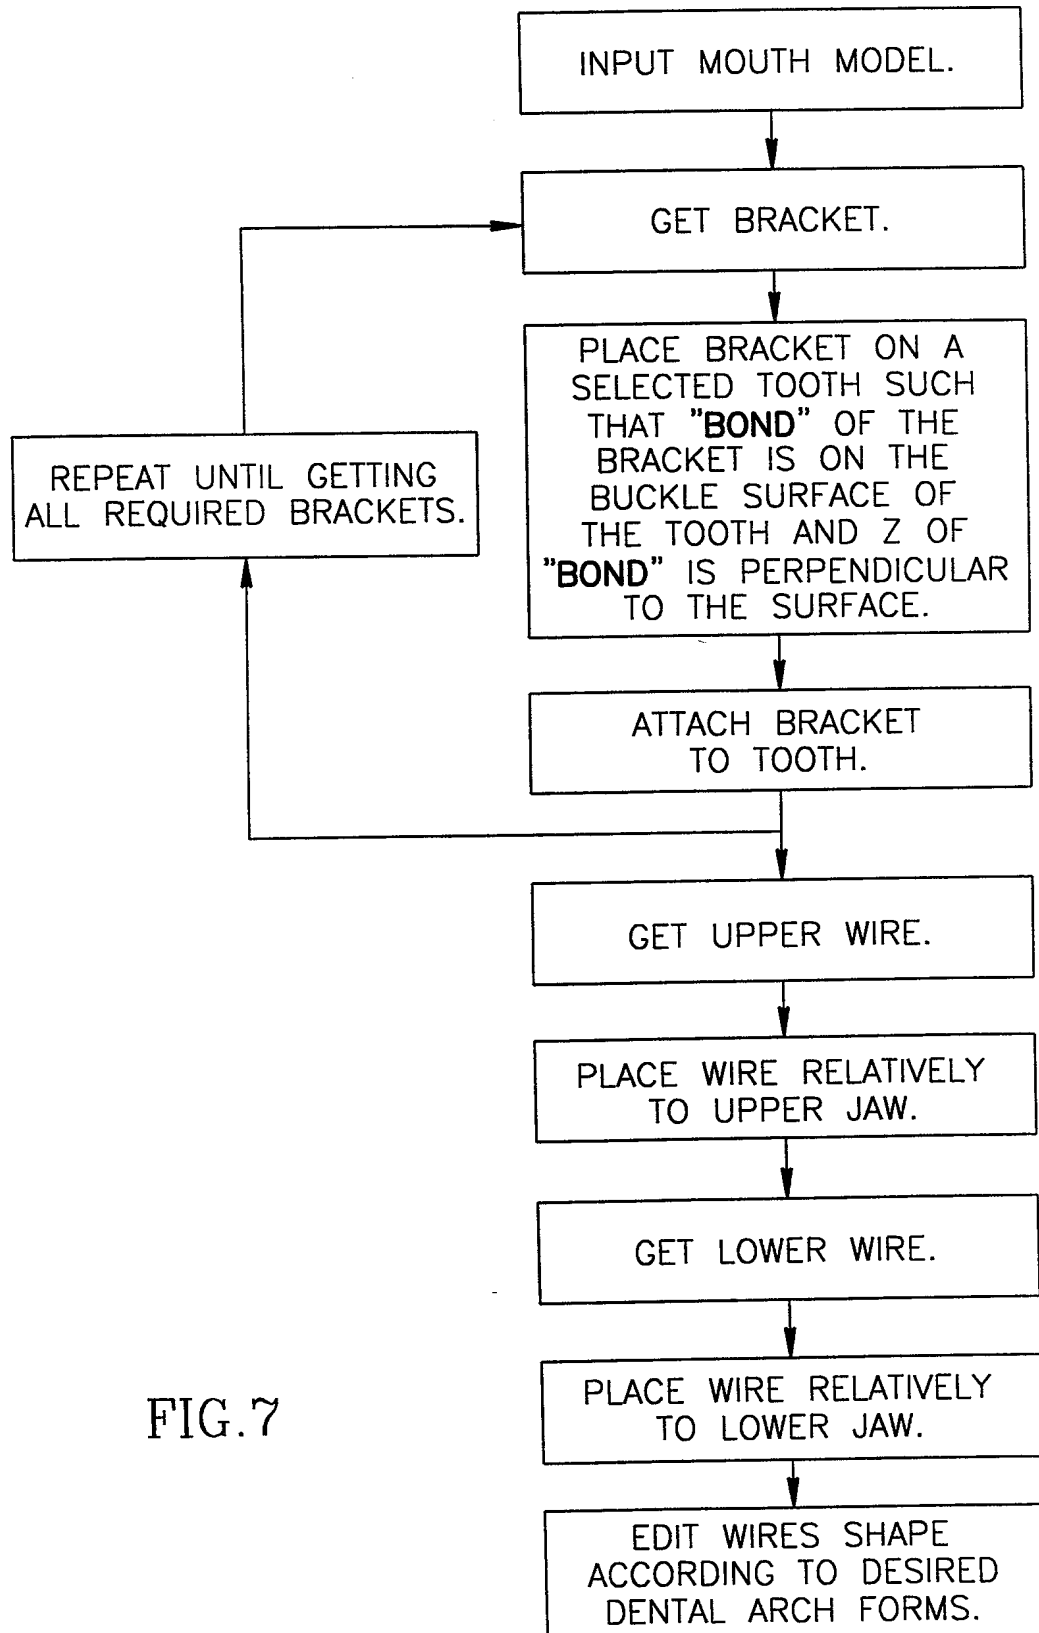 INPUT MOUTH MODEL.
GET BRACKET.
PLACE BRACKET ON A
SELECTED TOOTH SUCH
THAT "BOND" OF THE
BRACKET IS ON THE
BUCKLE SURFACE OF
THE TOOTH AND Z OF
"BOND" IS PERPENDICULAR
TO THE SURFACE.
REPEAT UNTIL GETTING
ALL REQUIRED BRACKETS.
ATTACH BRACKET
TO TOOTH.
GET UPPER WIRE.
PLACE WIRE RELATIVELY
TO UPPER JAW.
GET LOWER WIRE.
PLACE WIRE RELATIVELY
TO LOWER JAW.
EDIT WIRES SHAPE
ACCORDING TO DESIRED
DENTAL ARCH FORMS.
FIG.7